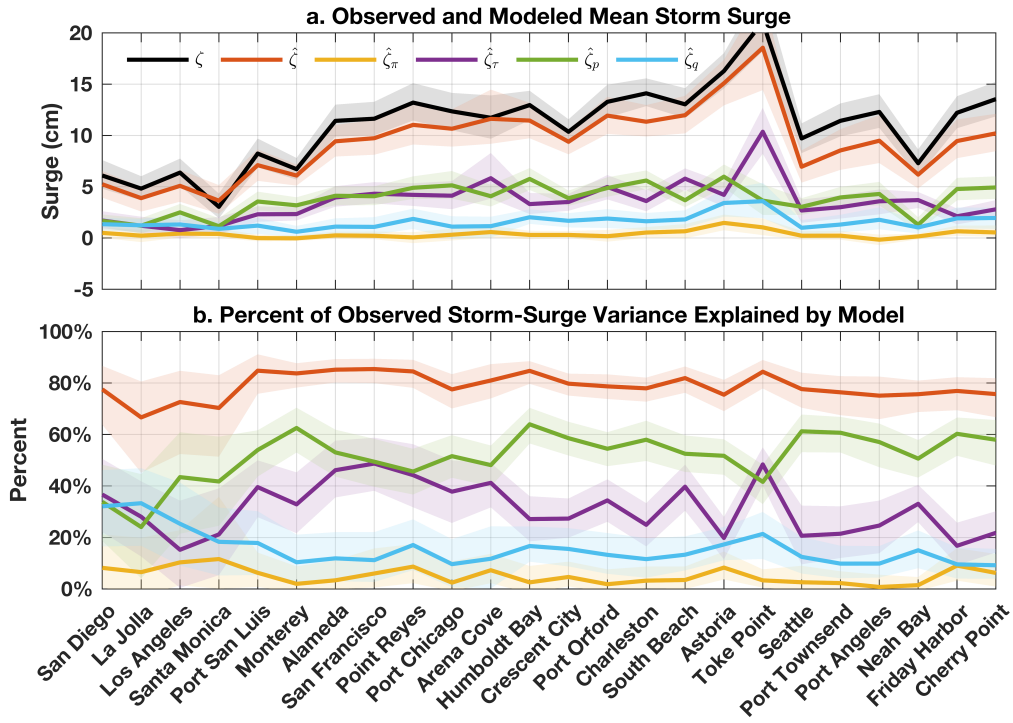 a. Observed and Modeled Mean Storm Surge
20
15
10
5
0
-5
Surge (cm)
ζ
ζ̂
ζ̂π
ζ̂τ
ζ̂p
ζ̂q
b. Percent of Observed Storm-Surge Variance Explained by Model
100%
80%
60%
40%
20%
0%
Percent
San Diego
La Jolla
Los Angeles
Santa Monica
Port San Luis
Monterey
Alameda
San Francisco
Point Reyes
Port Chicago
Arena Cove
Humboldt Bay
Crescent City
Port Orford
Charleston
South Beach
Astoria
Toke Point
Seattle
Port Townsend
Port Angeles
Neah Bay
Friday Harbor
Cherry Point